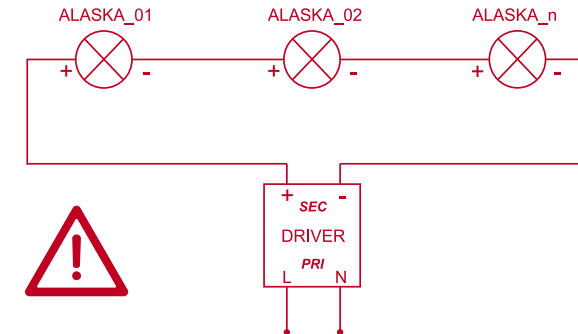 ALASKA_01 ALASKA_02 ALASKA_n
+ - + - + -
+ -
SEC
DRIVER
PRI
L N
!